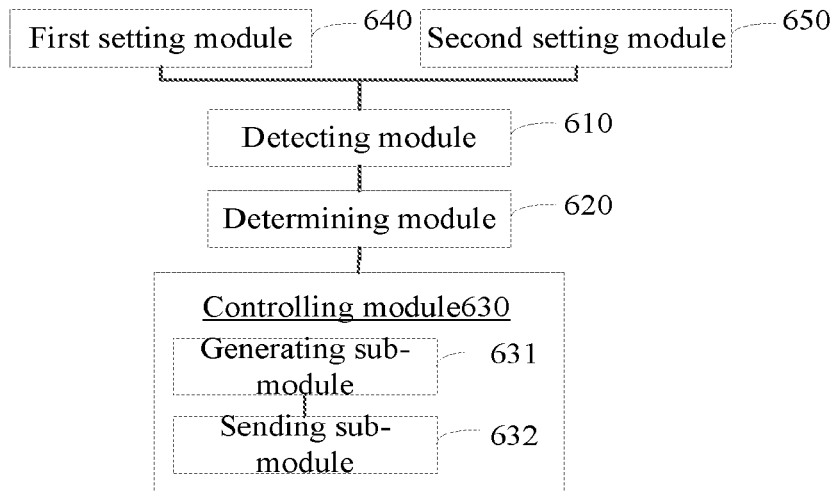 First setting module 640
Second setting module 650
Detecting module 610
Determining module 620
Controlling module630
Generating sub-
module 631
Sending sub-
module 632